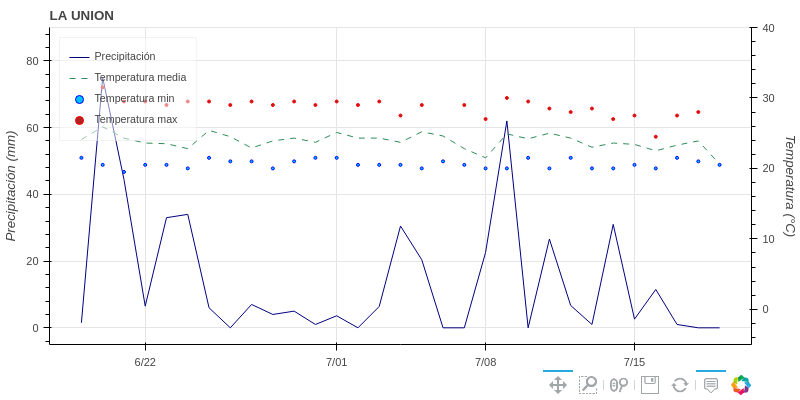 LA UNION
Precipitación
Temperatura media
Temperatura min
Temperatura max
Precipitación (mm)
80
60
40
20
0
Temperatura (°C)
40
30
20
10
0
6/22
7/01
7/08
7/15